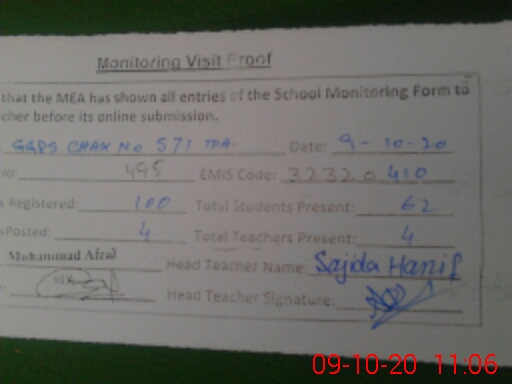 Monitoring Visit Proof
that the MEA has shown all entries of the School Monitoring Form to
cher before its online submission.
GGPS CHAK No 571 TDA. Date: 9-10-20
No: 495 EMIS Code: 32320410
s Registered: 100 Total Students Present: 62
Posted: 4 Total Teachers Present: 4
Mohammad Afzal Head Teacher Name: Sajida Hanif
Head Teacher Signature:
09-10-20 11:06